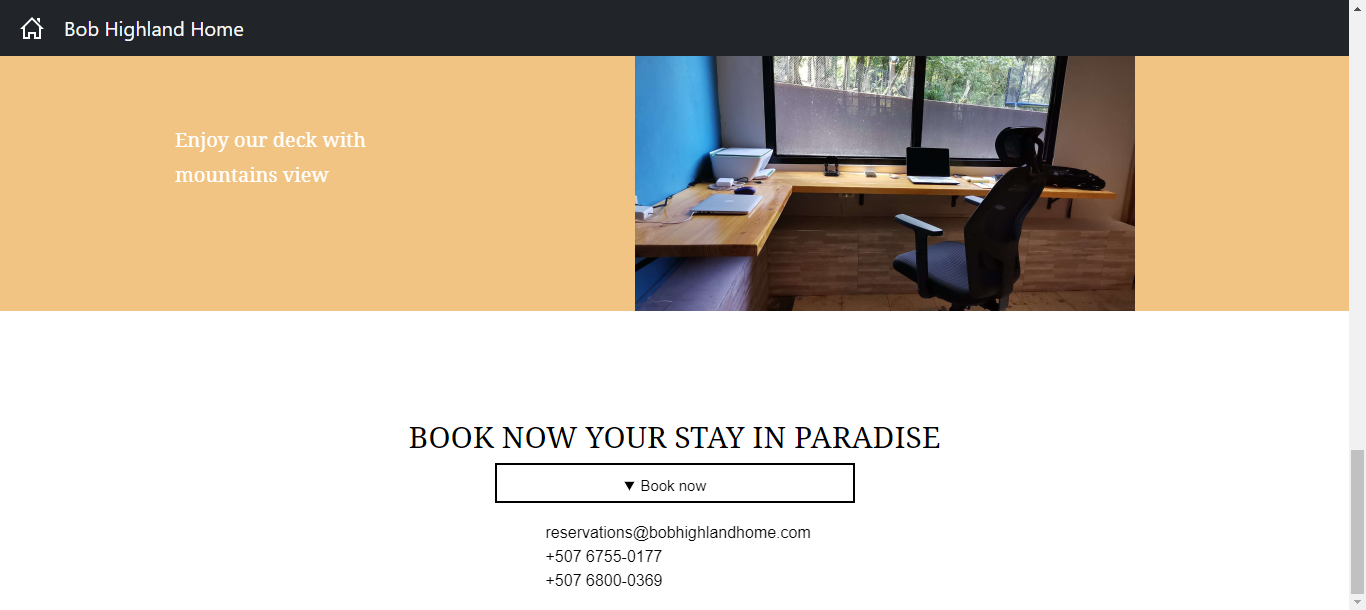 Bob Highland Home
Enjoy our deck with
mountains view
BOOK NOW YOUR STAY IN PARADISE
▼ Book now
reservations@bobhighlandhome.com
+507 6755-0177
+507 6800-0369